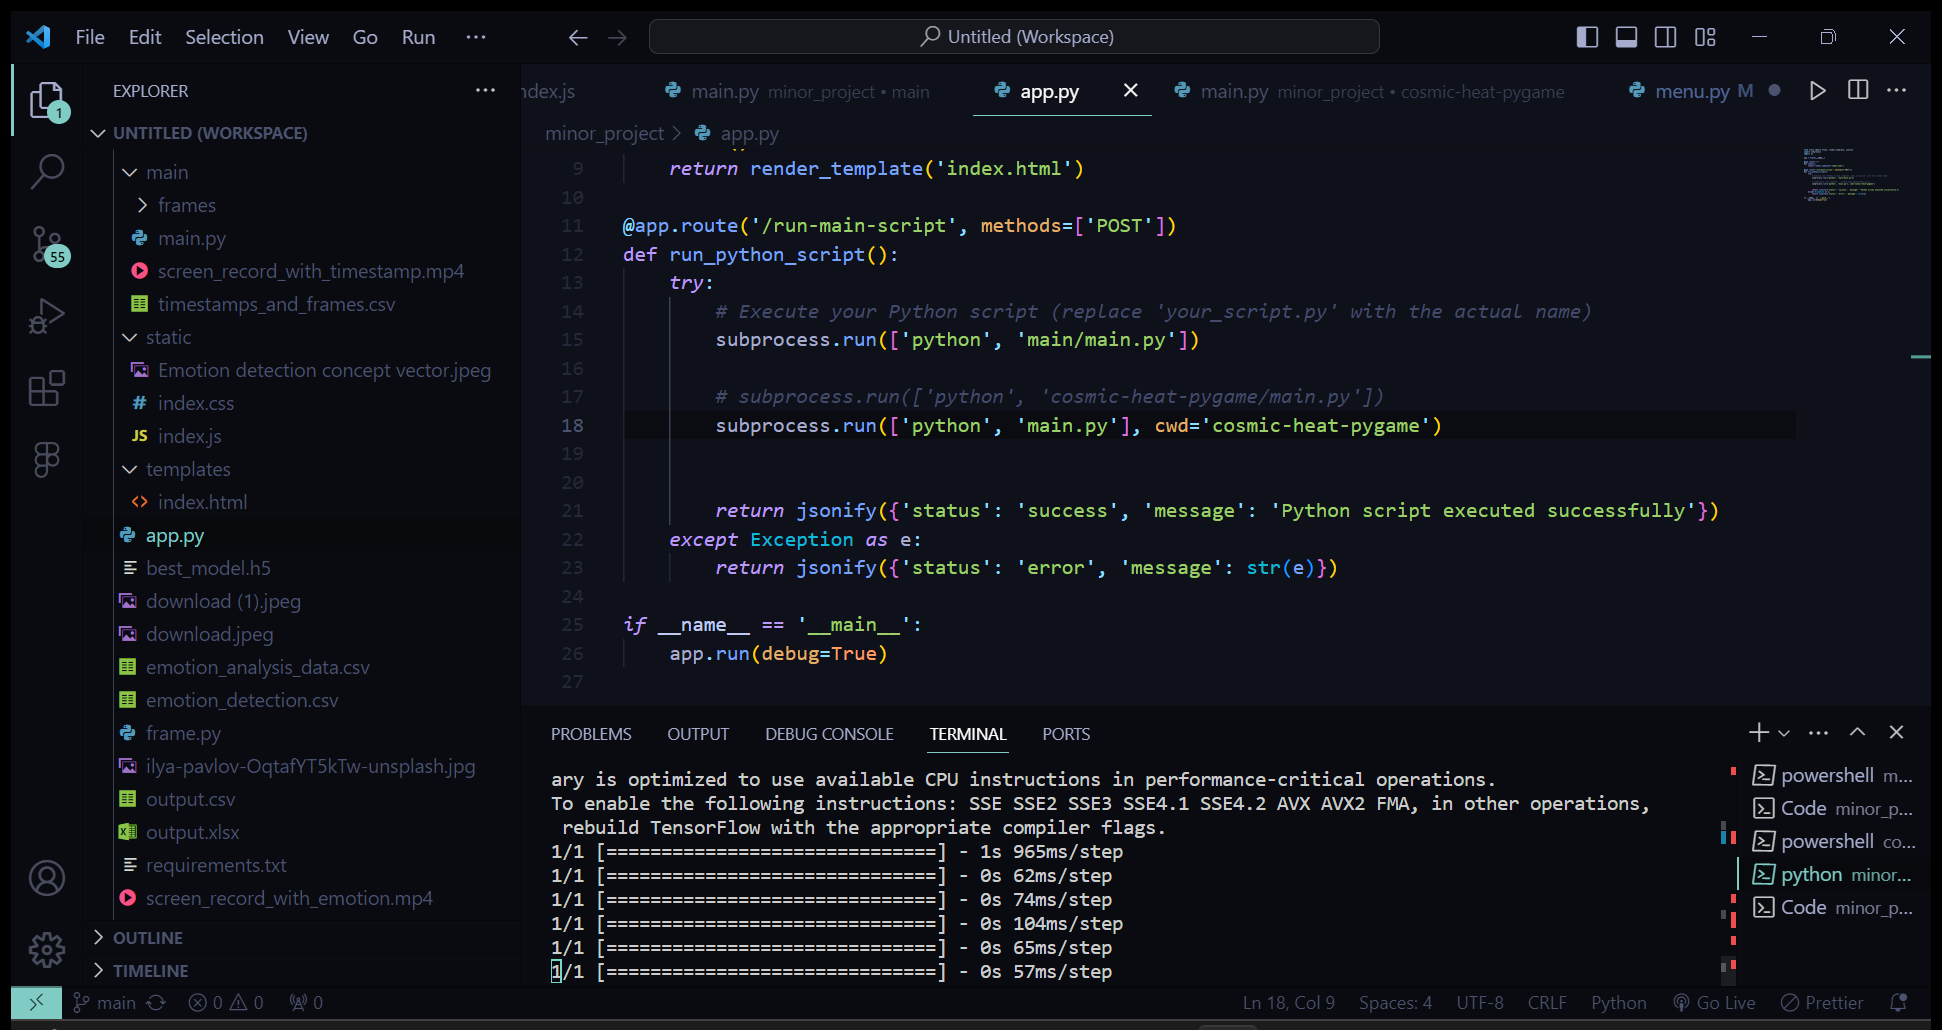 File Edit Selection View Go Run ···
Untitled (Workspace)
EXPLORER
ndex.js
main.py minor_project • main
app.py
main.py minor_project • cosmic-heat-pygame
menu.py M
1
55
UNTITLED (WORKSPACE)
main
frames
main.py
screen_record_with_timestamp.mp4
timestamps_and_frames.csv
static
Emotion detection concept vector.jpeg
# index.css
JS index.js
templates
<> index.html
app.py
best_model.h5
download (1).jpeg
download.jpeg
emotion_analysis_data.csv
emotion_detection.csv
frame.py
ilya-pavlov-OqtafYT5kTw-unsplash.jpg
output.csv
output.xlsx
requirements.txt
screen_record_with_emotion.mp4
OUTLINE
TIMELINE
minor_project > app.py
9 return render_template('index.html')
10
11 @app.route('/run-main-script', methods=['POST'])
12 def run_python_script():
13 try:
14 # Execute your Python script (replace 'your_script.py' with the actual name)
15 subprocess.run(['python', 'main/main.py'])
16
17 # subprocess.run(['python', 'cosmic-heat-pygame/main.py'])
18 subprocess.run(['python', 'main.py'], cwd='cosmic-heat-pygame')
19
20
21 return jsonify({'status': 'success', 'message': 'Python script executed successfully'})
22 except Exception as e:
23 return jsonify({'status': 'error', 'message': str(e)})
24
25 if __name__ == '__main__':
26 app.run(debug=True)
27
PROBLEMS OUTPUT DEBUG CONSOLE TERMINAL PORTS
ary is optimized to use available CPU instructions in performance-critical operations.
To enable the following instructions: SSE SSE2 SSE3 SSE4.1 SSE4.2 AVX AVX2 FMA, in other operations,
rebuild TensorFlow with the appropriate compiler flags.
1/1 [==============================] - 1s 965ms/step
1/1 [==============================] - 0s 62ms/step
1/1 [==============================] - 0s 74ms/step
1/1 [==============================] - 0s 104ms/step
1/1 [==============================] - 0s 65ms/step
1/1 [==============================] - 0s 57ms/step
powershell m...
Code minor_p...
powershell co...
python minor...
Code minor_p...
main 0 0 0
Ln 18, Col 9 Spaces: 4 UTF-8 CRLF Python Go Live Prettier